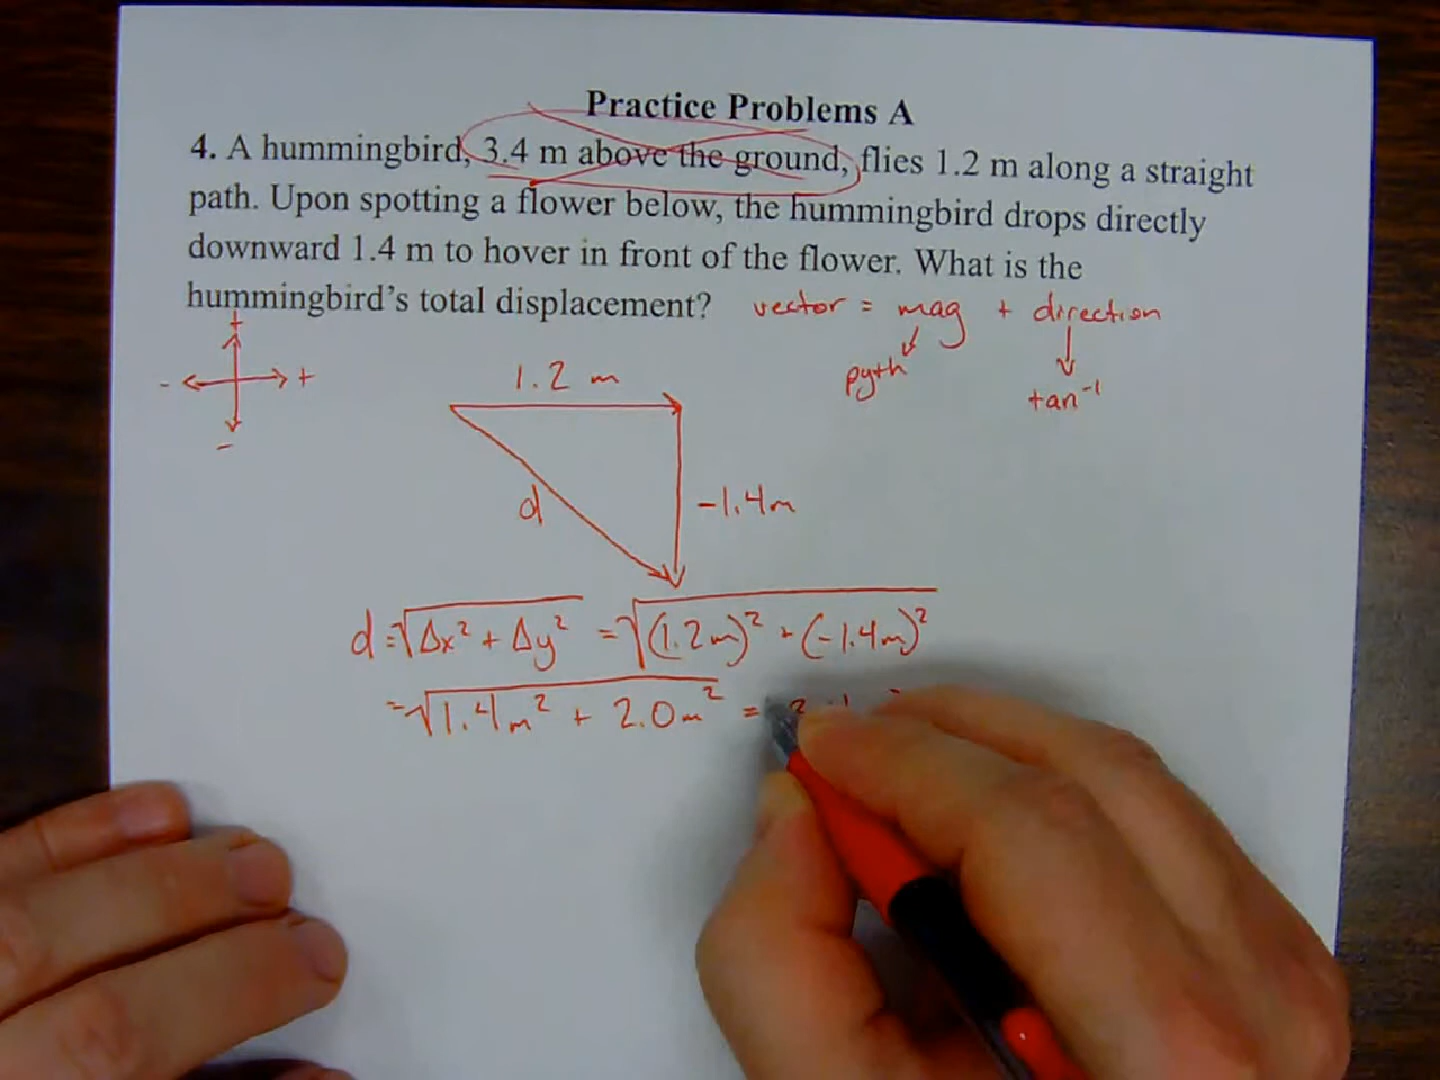 Practice Problems A
4. A hummingbird, 3.4 m above the ground, flies 1.2 m along a straight
path. Upon spotting a flower below, the hummingbird drops directly
downward 1.4 m to hover in front of the flower. What is the
hummingbird's total displacement? vector = mag + direction
pyth tan⁻¹
+
- +
-
1.2 m
d
-1.4m
d = √Δx² + Δy² = √(1.2m)² + (-1.4m)²
= √1.4m² + 2.0m² =